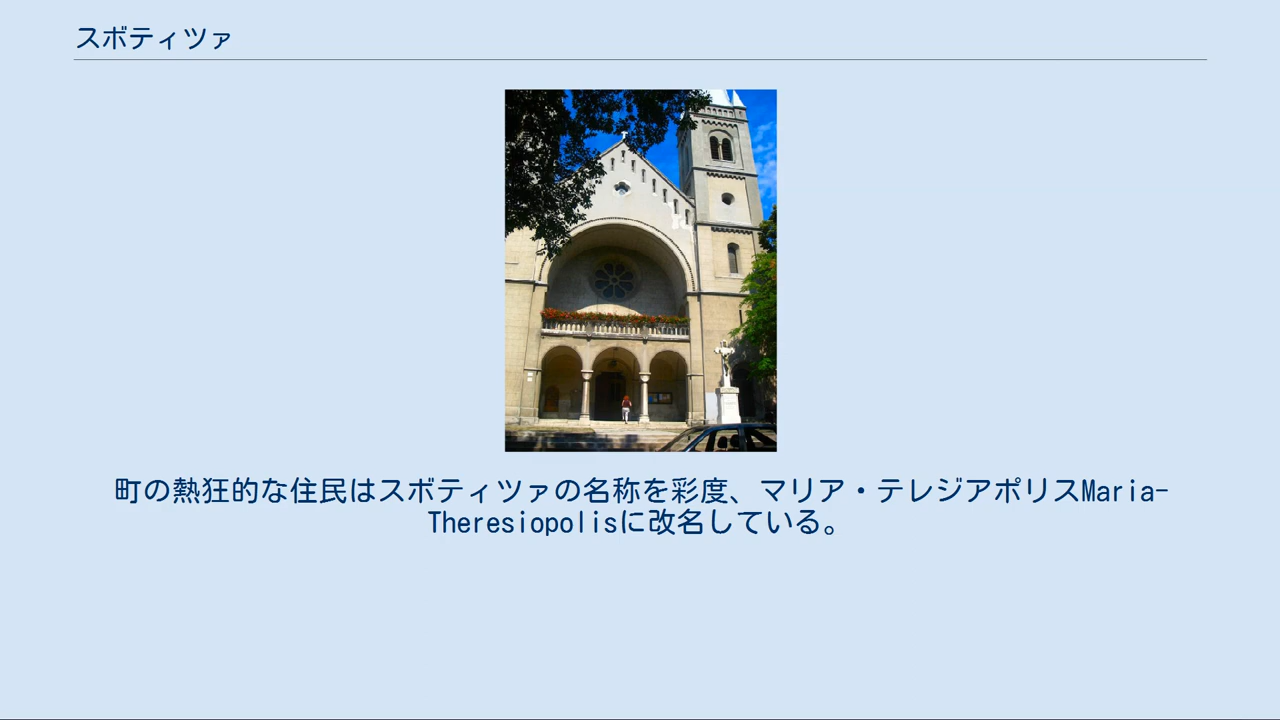 スボティツァ
町の熱狂的な住民はスボティツァの名称を彩度、マリア・テレジアポリスMaria-
Theresiopolisに改名している。